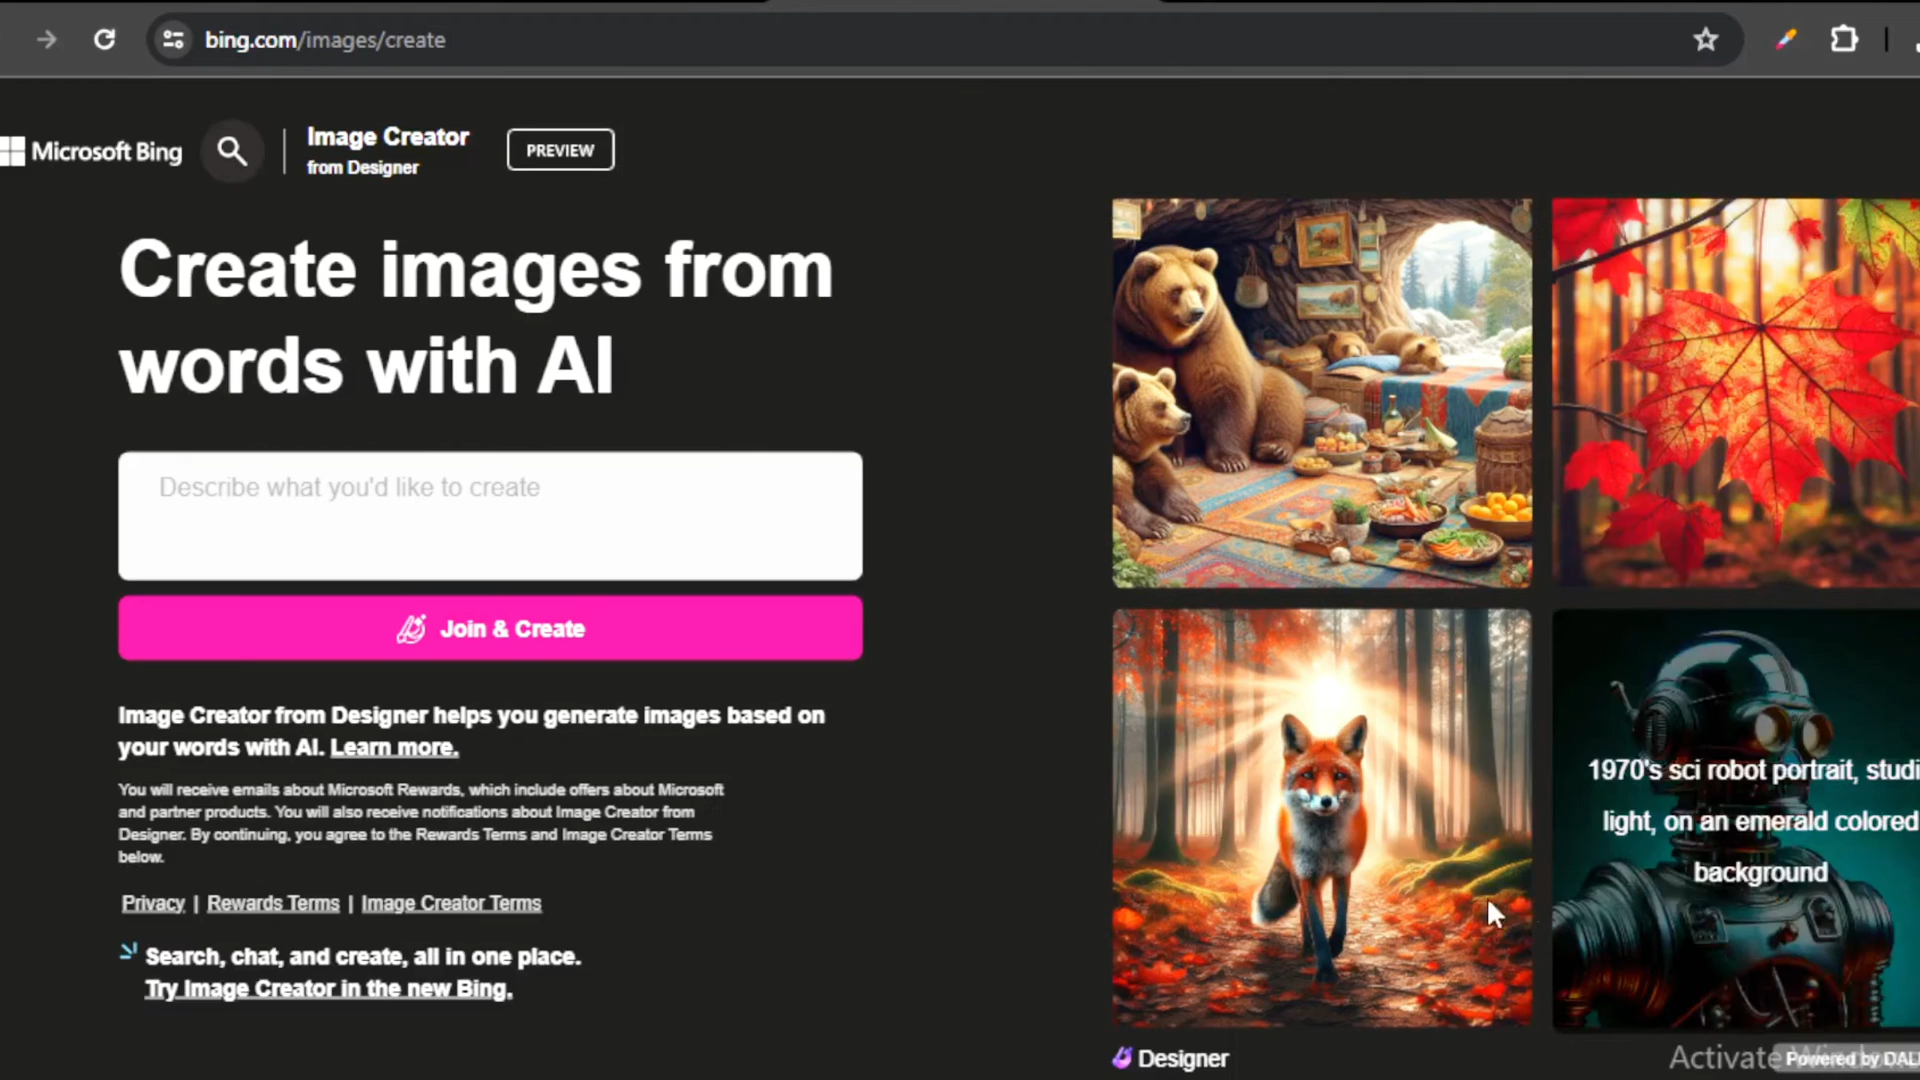 bing.com/images/create
Microsoft Bing
Image Creator
from Designer
PREVIEW
Create images from
words with AI
Describe what you'd like to create
Join & Create
Image Creator from Designer helps you generate images based on
your words with AI. Learn more.
You will receive emails about Microsoft Rewards, which include offers about Microsoft
and partner products. You will also receive notifications about Image Creator from
Designer. By continuing, you agree to the Rewards Terms and Image Creator Terms
below.
Privacy | Rewards Terms | Image Creator Terms
Search, chat, and create, all in one place.
Try Image Creator in the new Bing.
1970's sci robot portrait, studi
light, on an emerald colored
background
Designer
Activate
Powered by DAL